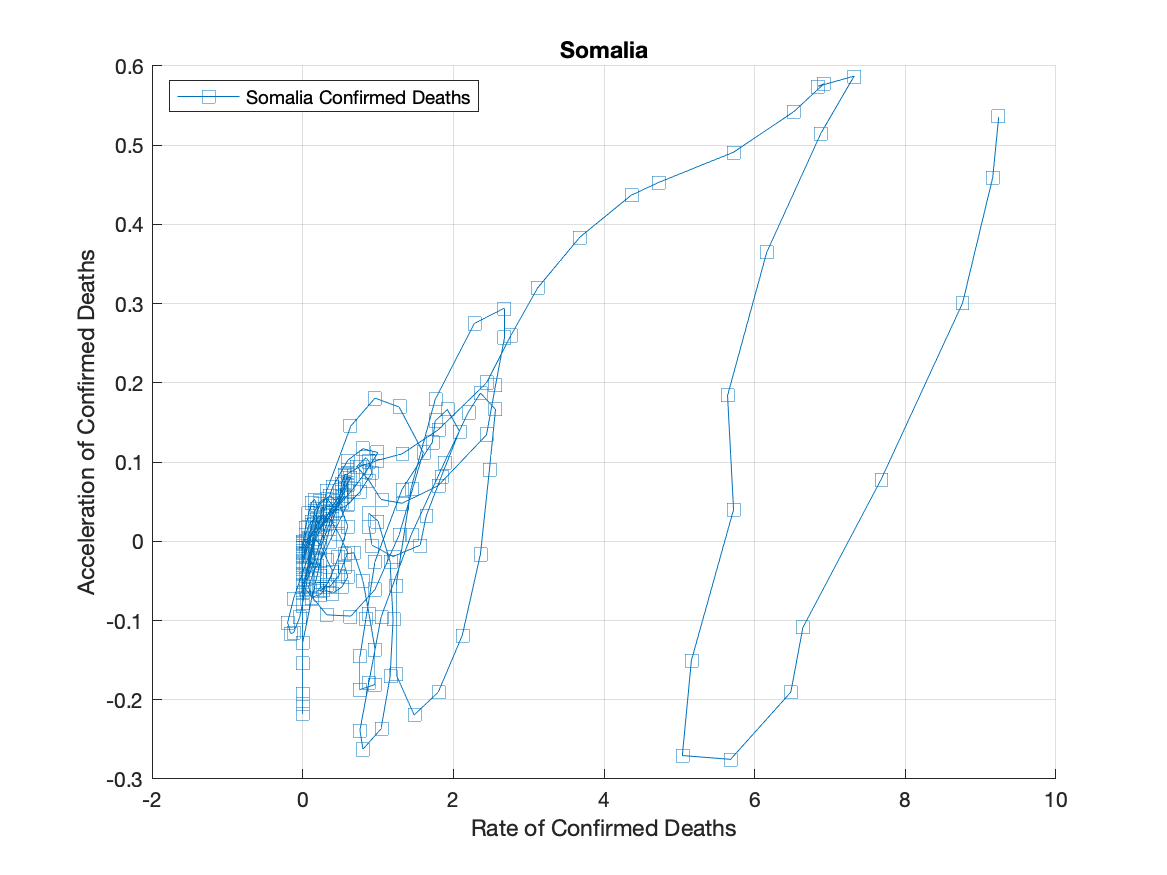 Somalia
Somalia Confirmed Deaths
0.6
0.5
0.4
0.3
0.2
0.1
0
-0.1
-0.2
-0.3
Acceleration of Confirmed Deaths
-2 0 2 4 6 8 10
Rate of Confirmed Deaths